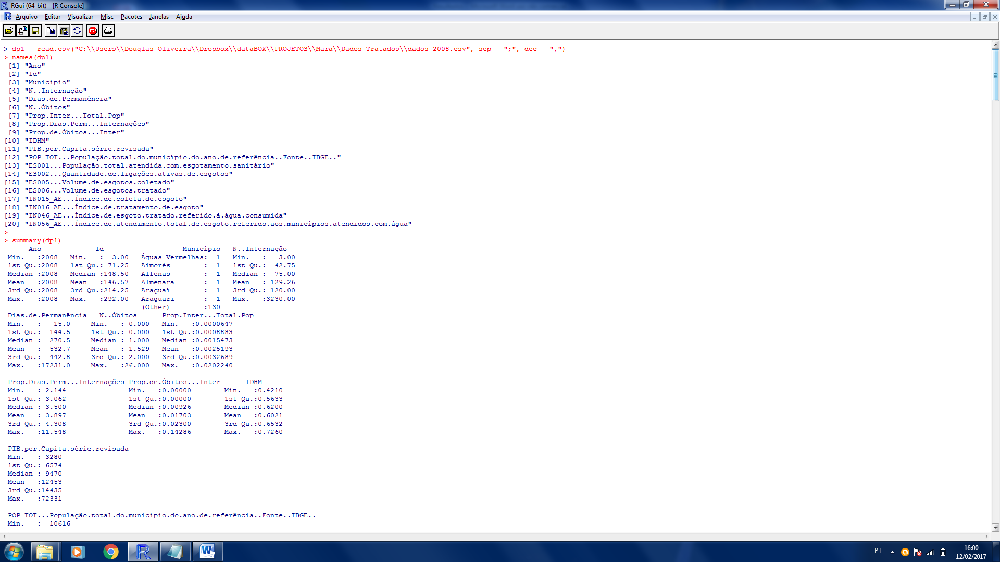 RGui (64-bit) - [R Console]
Arquivo Editar Visualizar Misc Pacotes Janelas Ajuda
STOP
> dp1 = read.csv("C:\\Users\\Douglas Oliveira\\Dropbox\\dataBOX\\PROJETOS\\Mara\\Dados Tratados\\dados_2008.csv", sep = ";", dec = ",")
> names(dp1)
[1] "Ano"
[2] "Id"
[3] "Município"
[4] "N..Internação"
[5] "Dias.de.Permanência"
[6] "N..Óbitos"
[7] "Prop.Inter...Total.Pop"
[8] "Prop.Dias.Perm...Internações"
[9] "Prop.de.Óbitos...Inter"
[10] "IDHM"
[11] "PIB.per.Capita.série.revisada"
[12] "POP_TOT...População.total.do.município.do.ano.de.referência..Fonte..IBGE.."
[13] "ES001...População.total.atendida.com.esgotamento.sanitário"
[14] "ES002...Quantidade.de.ligações.ativas.de.esgotos"
[15] "ES005...Volume.de.esgotos.coletado"
[16] "ES006...Volume.de.esgotos.tratado"
[17] "IN015_AE...Índice.de.coleta.de.esgoto"
[18] "IN016_AE...Índice.de.tratamento.de.esgoto"
[19] "IN046_AE...Índice.de.esgoto.tratado.referido.à.água.consumida"
[20] "IN056_AE...Índice.de.atendimento.total.de.esgoto.referido.aos.municípios.atendidos.com.água"
>
> summary(dp1)
Ano Id Município N..Internação
Min. :2008 Min. : 3.00 Águas Vermelhas: 1 Min. : 3.00
1st Qu.:2008 1st Qu.: 71.25 Aimorés : 1 1st Qu.: 42.75
Median :2008 Median :148.50 Alfenas : 1 Median : 75.00
Mean :2008 Mean :146.57 Almenara : 1 Mean : 129.26
3rd Qu.:2008 3rd Qu.:214.25 Araçuaí : 1 3rd Qu.: 120.00
Max. :2008 Max. :292.00 Araguari : 1 Max. :3230.00
(Other) :130
Dias.de.Permanência N..Óbitos Prop.Inter...Total.Pop
Min. : 15.0 Min. : 0.000 Min. :0.0000647
1st Qu.: 144.5 1st Qu.: 0.000 1st Qu.:0.0008883
Median : 270.5 Median : 1.000 Median :0.0015473
Mean : 532.7 Mean : 1.529 Mean :0.0025193
3rd Qu.: 442.8 3rd Qu.: 2.000 3rd Qu.:0.0032689
Max. :17231.0 Max. :26.000 Max. :0.0202240
Prop.Dias.Perm...Internações Prop.de.Óbitos...Inter IDHM
Min. : 2.144 Min. :0.00000 Min. :0.4210
1st Qu.: 3.062 1st Qu.:0.00000 1st Qu.:0.5633
Median : 3.500 Median :0.00926 Median :0.6200
Mean : 3.897 Mean :0.01703 Mean :0.6021
3rd Qu.: 4.308 3rd Qu.:0.02300 3rd Qu.:0.6532
Max. :11.548 Max. :0.14286 Max. :0.7260
PIB.per.Capita.série.revisada
Min. : 3280
1st Qu.: 6574
Median : 9470
Mean :12453
3rd Qu.:14435
Max. :72331
POP_TOT...População.total.do.município.do.ano.de.referência..Fonte..IBGE..
Min. : 10616
PT
16:00
12/02/2017